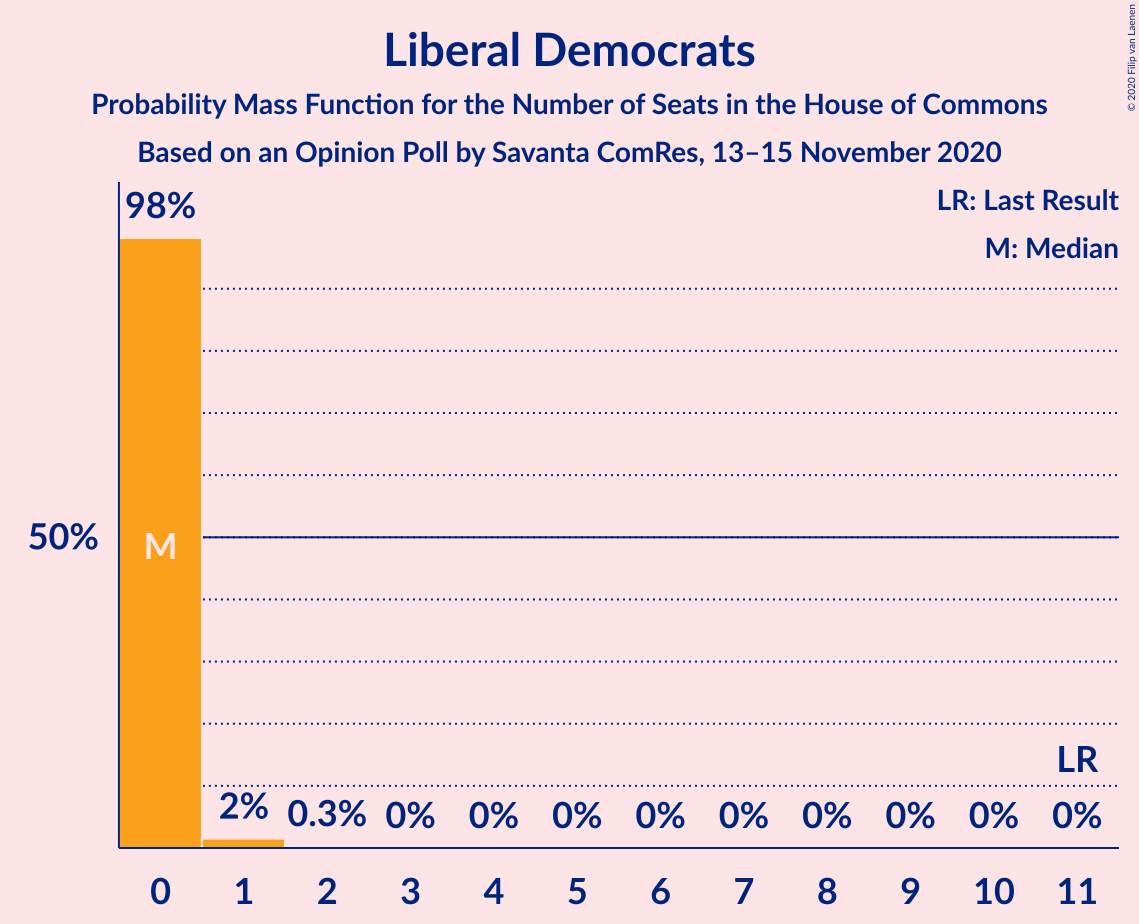 Liberal Democrats
Probability Mass Function for the Number of Seats in the House of Commons
Based on an Opinion Poll by Savanta ComRes, 13–15 November 2020
© 2020 Filip van Laenen
LR: Last Result
M: Median
98%
50%
M
LR
2% 0.3% 0% 0% 0% 0% 0% 0% 0% 0% 0%
0 1 2 3 4 5 6 7 8 9 10 11